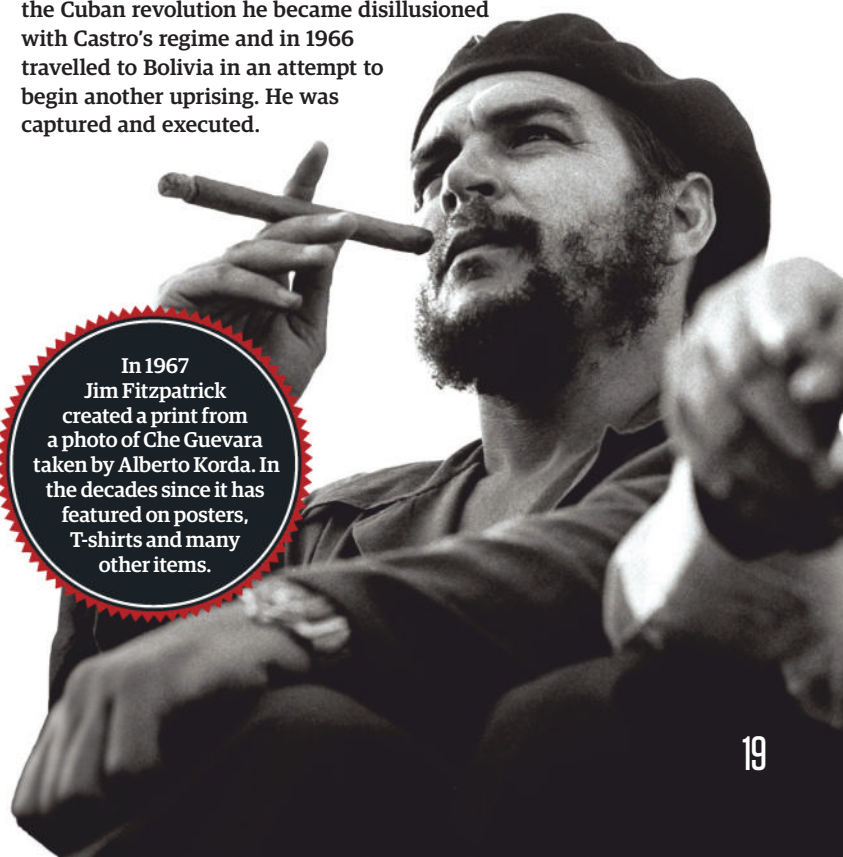 the Cuban revolution he became disillusioned
with Castro’s regime and in 1966
travelled to Bolivia in an attempt to
begin another uprising. He was
captured and executed.
In 1967
Jim Fitzpatrick
created a print from
a photo of Che Guevara
taken by Alberto Korda. In
the decades since it has
featured on posters,
T-shirts and many
other items.
19